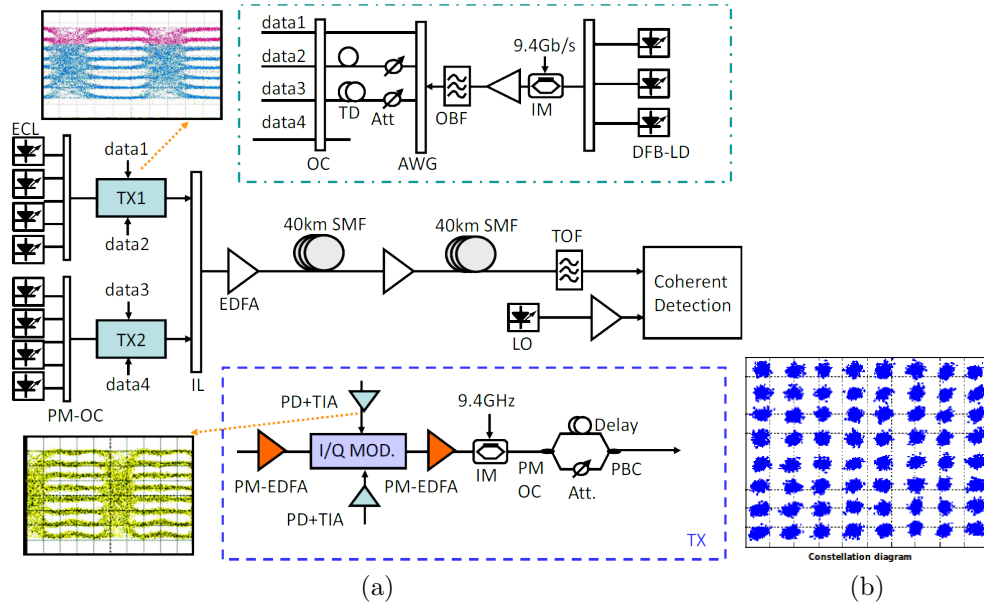 data1
data2
data3
data4
TD
Att
OC
AWG
OBF
9.4Gb/s
IM
DFB-LD
ECL
data1
TX1
data2
data3
TX2
data4
PM-OC
IL
EDFA
40km SMF
40km SMF
TOF
LO
Coherent
Detection
PD+TIA
9.4GHz
I/Q MOD.
PM-EDFA
PM-EDFA
PD+TIA
IM
PM
OC
Delay
Att.
PBC
TX
Constellation diagram
(a)
(b)